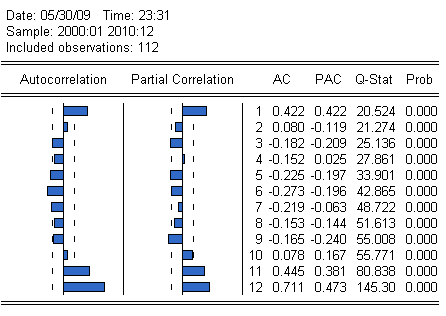 Date: 05/30/09 Time: 23:31
Sample: 2000:01 2010:12
Included observations: 112
Autocorrelation Partial Correlation AC PAC Q-Stat Prob
1 0.422 0.422 20.524 0.000
2 0.080 -0.119 21.274 0.000
3 -0.182 -0.209 25.136 0.000
4 -0.152 0.025 27.861 0.000
5 -0.225 -0.197 33.901 0.000
6 -0.273 -0.196 42.865 0.000
7 -0.219 -0.063 48.722 0.000
8 -0.153 -0.144 51.613 0.000
9 -0.165 -0.240 55.008 0.000
10 0.078 0.167 55.771 0.000
11 0.445 0.381 80.838 0.000
12 0.711 0.473 145.30 0.000